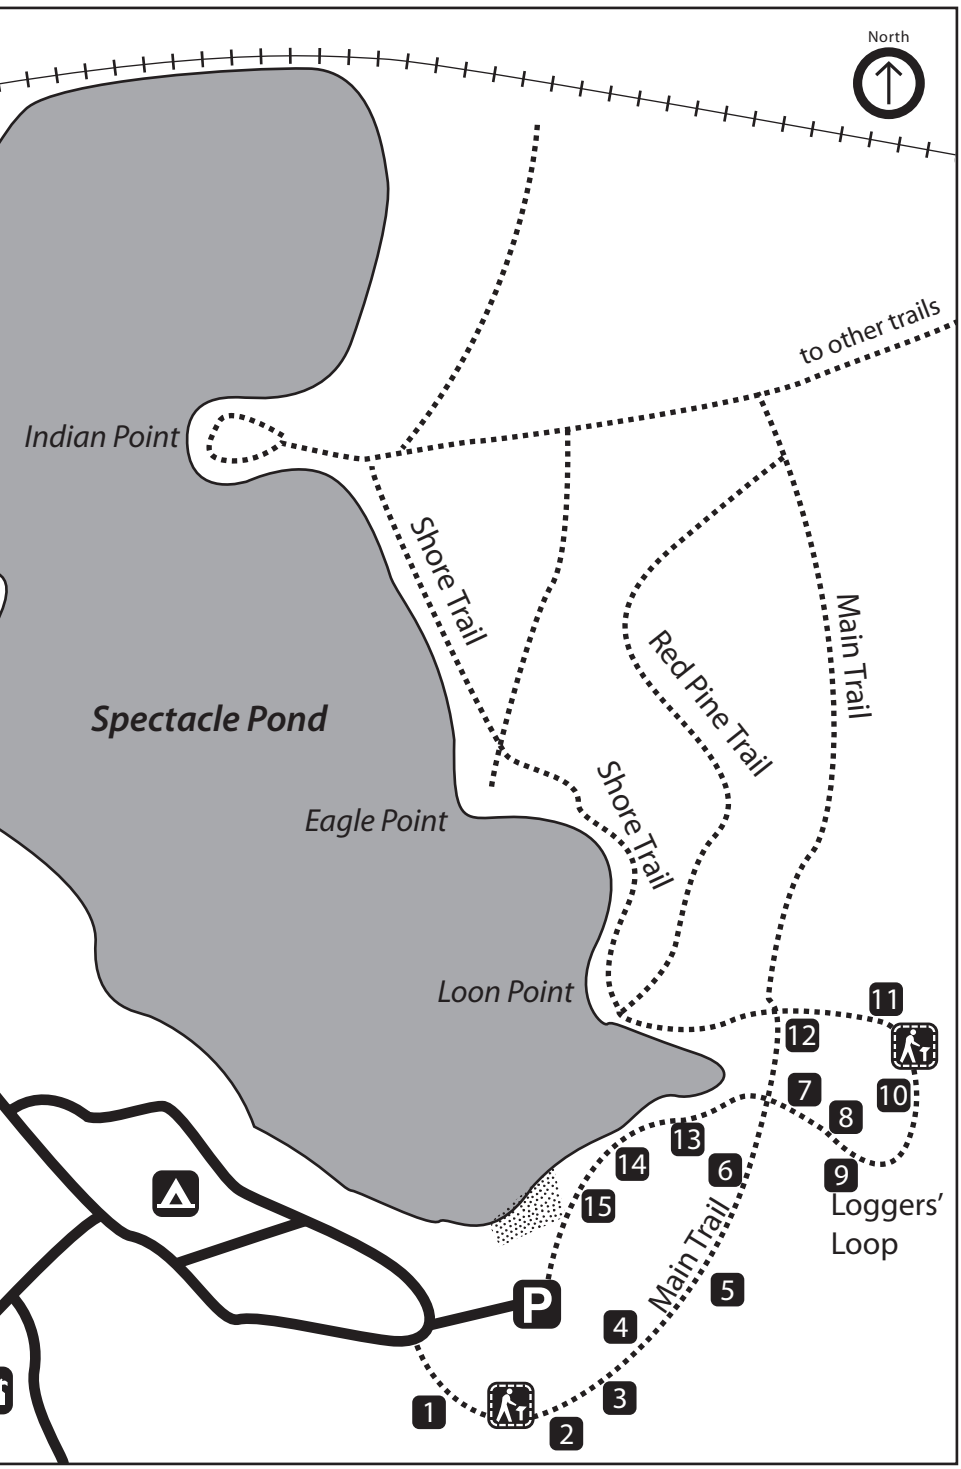 North
to other trails
Indian Point
Shore Trail
Main Trail
Red Pine Trail
Spectacle Pond
Shore Trail
Eagle Point
Loon Point
11
12
10
7
8
13
14
6
9
15
Loggers’
Loop
Main Trail
5
P
4
3
1
2